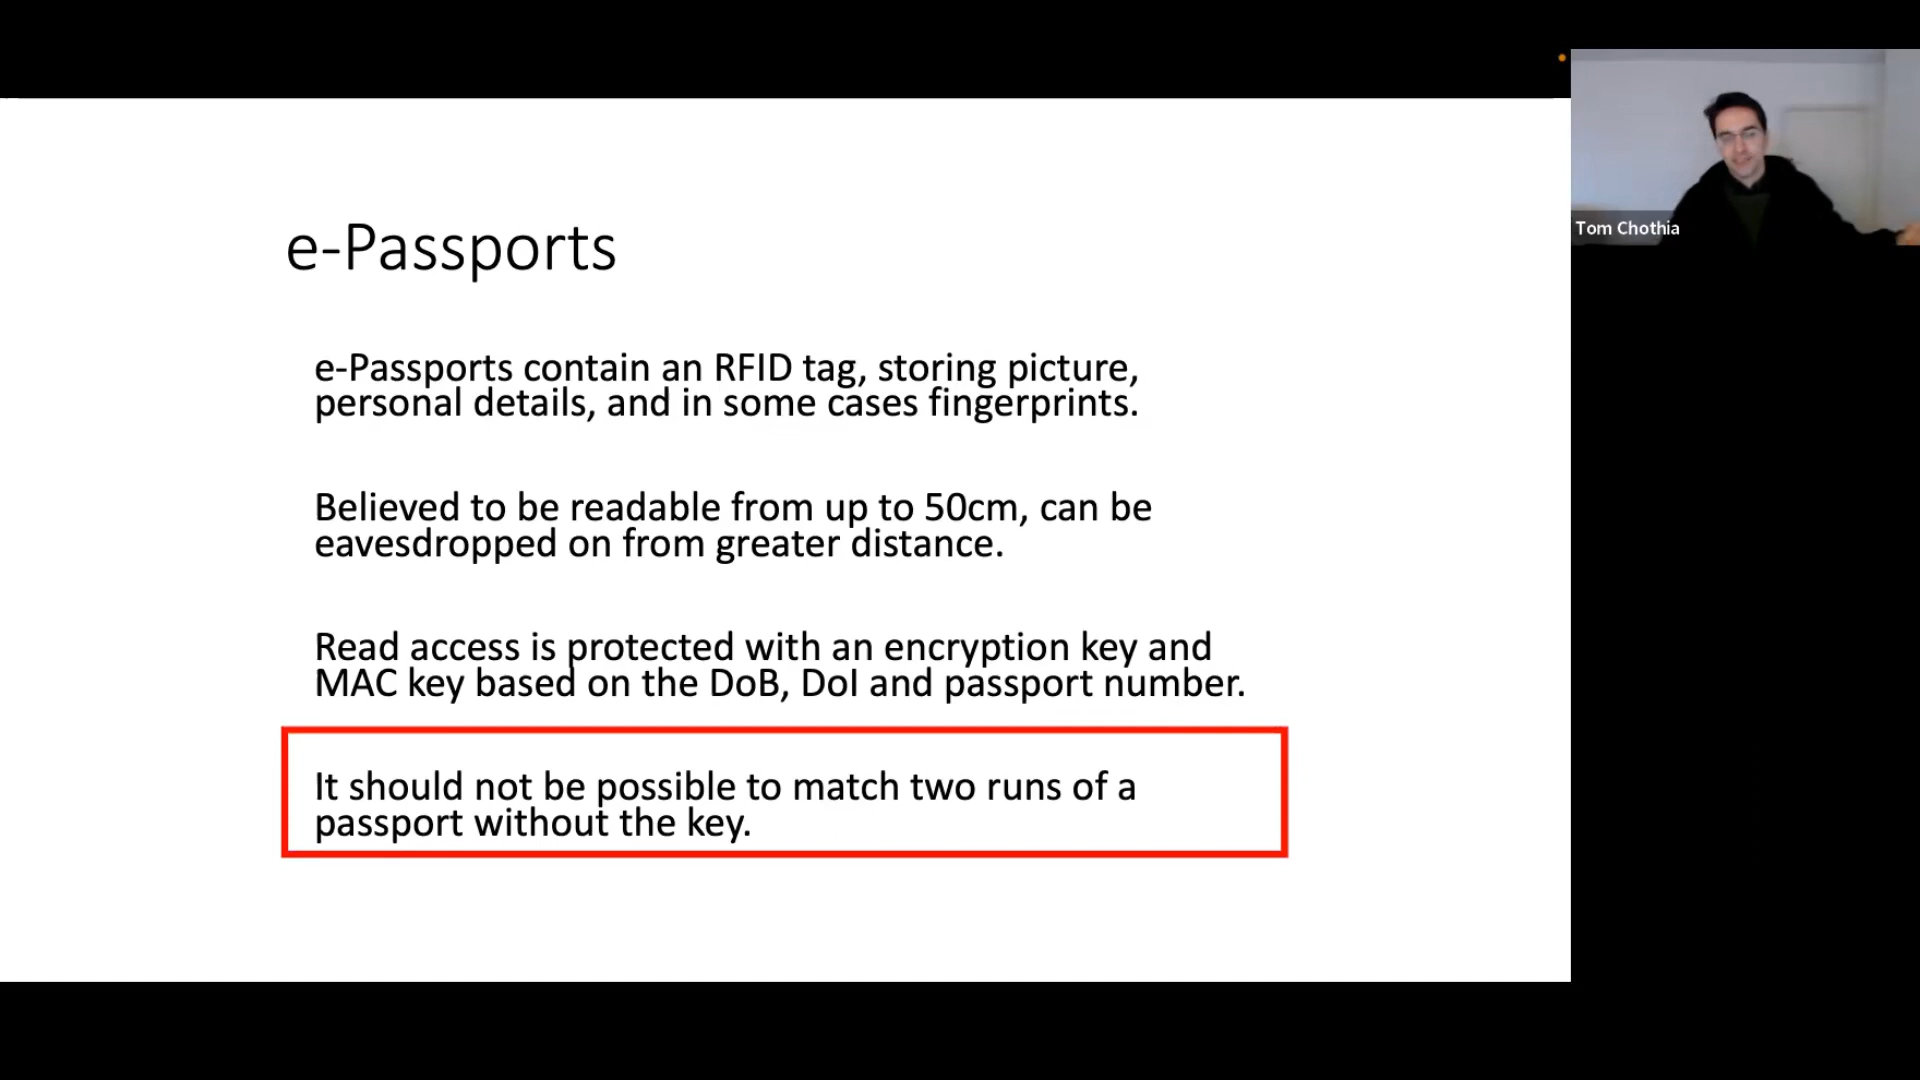 e-Passports
e-Passports contain an RFID tag, storing picture,
personal details, and in some cases fingerprints.
Believed to be readable from up to 50cm, can be
eavesdropped on from greater distance.
Read access is protected with an encryption key and
MAC key based on the DoB, DoI and passport number.
It should not be possible to match two runs of a
passport without the key.
Tom Chothia